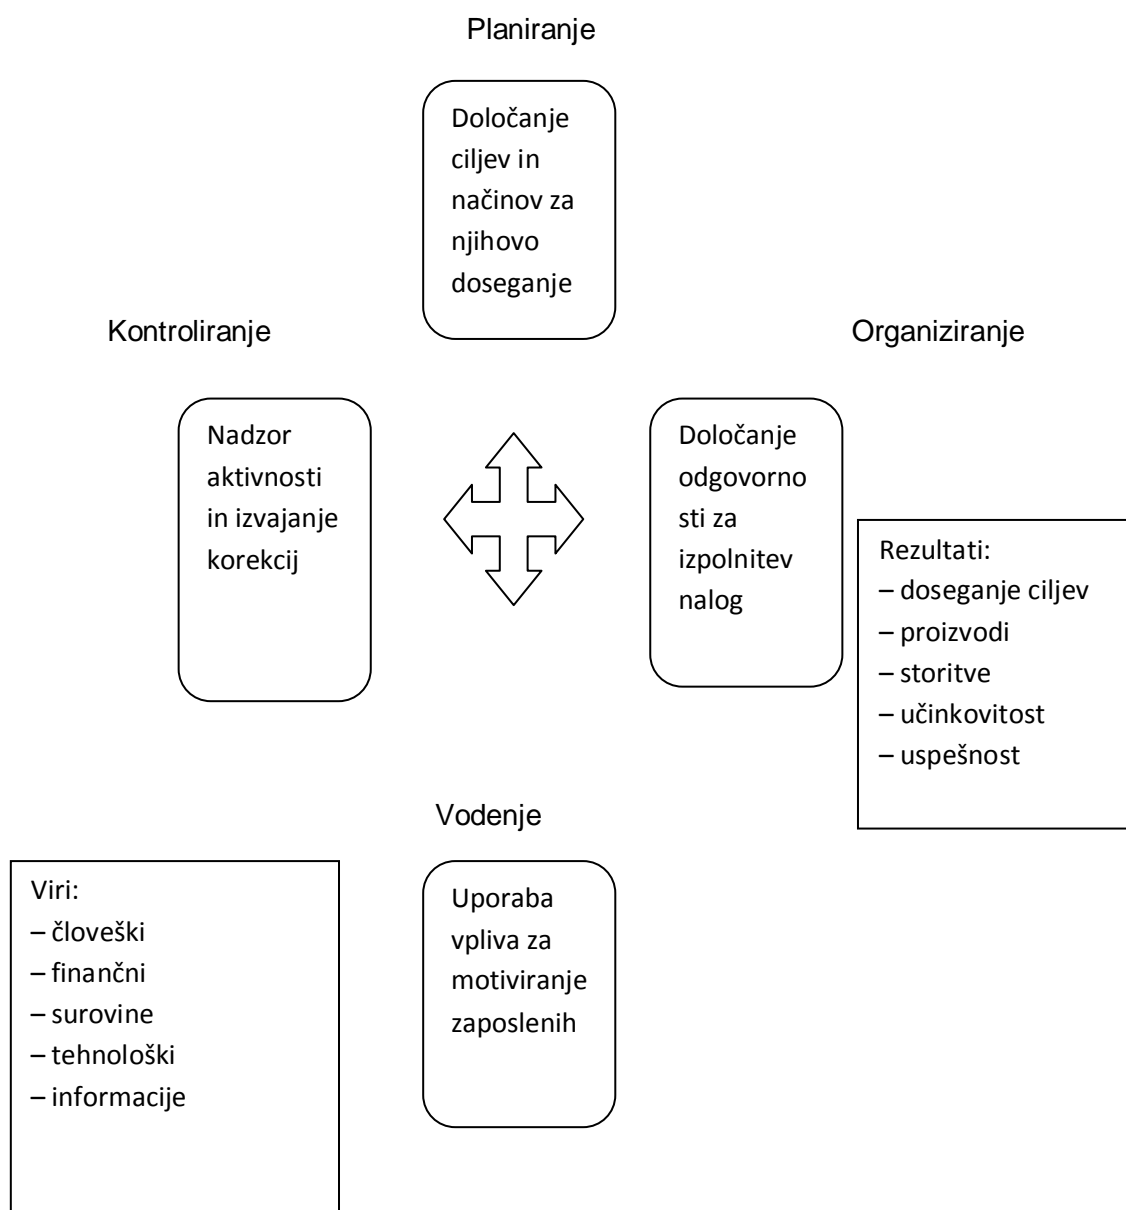 Planiranje
Določanje
ciljev in
načinov za
njihovo
doseganje
Kontroliranje
Organiziranje
Nadzor
aktivnosti
in izvajanje
korekcij
Določanje
odgovorno
sti za
izpolnitev
nalog
Rezultati:
– doseganje ciljev
– proizvodi
– storitve
– učinkovitost
– uspešnost
Vodenje
Viri:
– človeški
– finančni
– surovine
– tehnološki
– informacije
Uporaba
vpliva za
motiviranje
zaposlenih